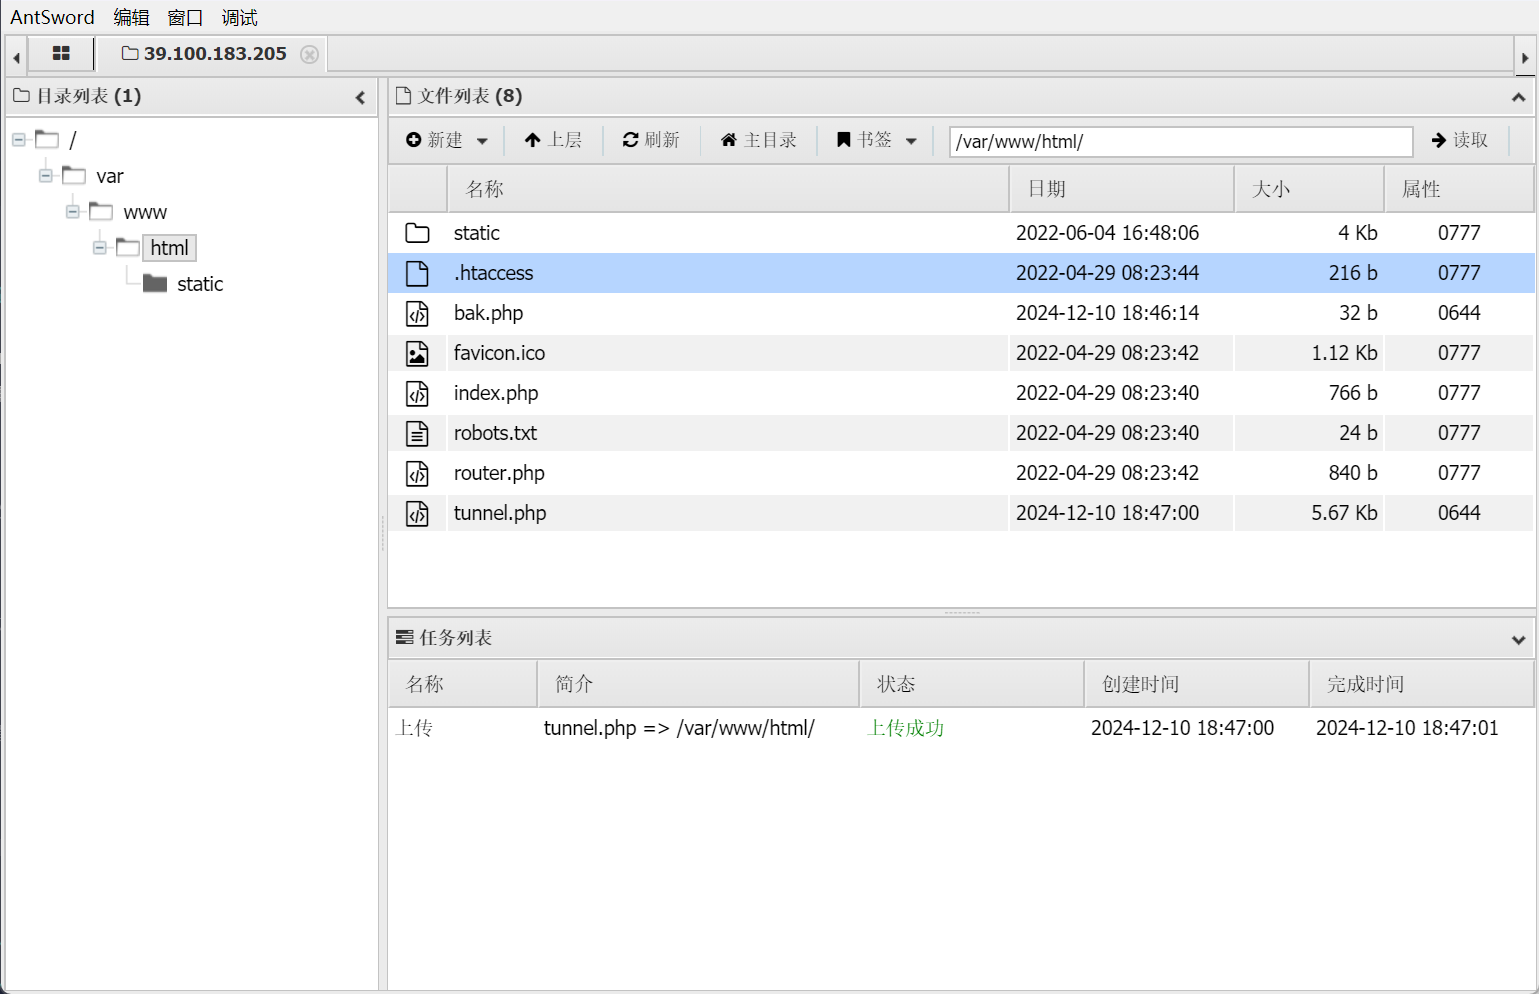 AntSword 编辑 窗口 调试
39.100.183.205
目录列表 (1)
/
var
www
html
static
文件列表 (8)
新建 上层 刷新 主目录 书签 /var/www/html/ 读取
名称 日期 大小 属性
static 2022-06-04 16:48:06 4 Kb 0777
.htaccess 2022-04-29 08:23:44 216 b 0777
bak.php 2024-12-10 18:46:14 32 b 0644
favicon.ico 2022-04-29 08:23:42 1.12 Kb 0777
index.php 2022-04-29 08:23:40 766 b 0777
robots.txt 2022-04-29 08:23:40 24 b 0777
router.php 2022-04-29 08:23:42 840 b 0777
tunnel.php 2024-12-10 18:47:00 5.67 Kb 0644
任务列表
名称 简介 状态 创建时间 完成时间
上传 tunnel.php => /var/www/html/ 上传成功 2024-12-10 18:47:00 2024-12-10 18:47:01